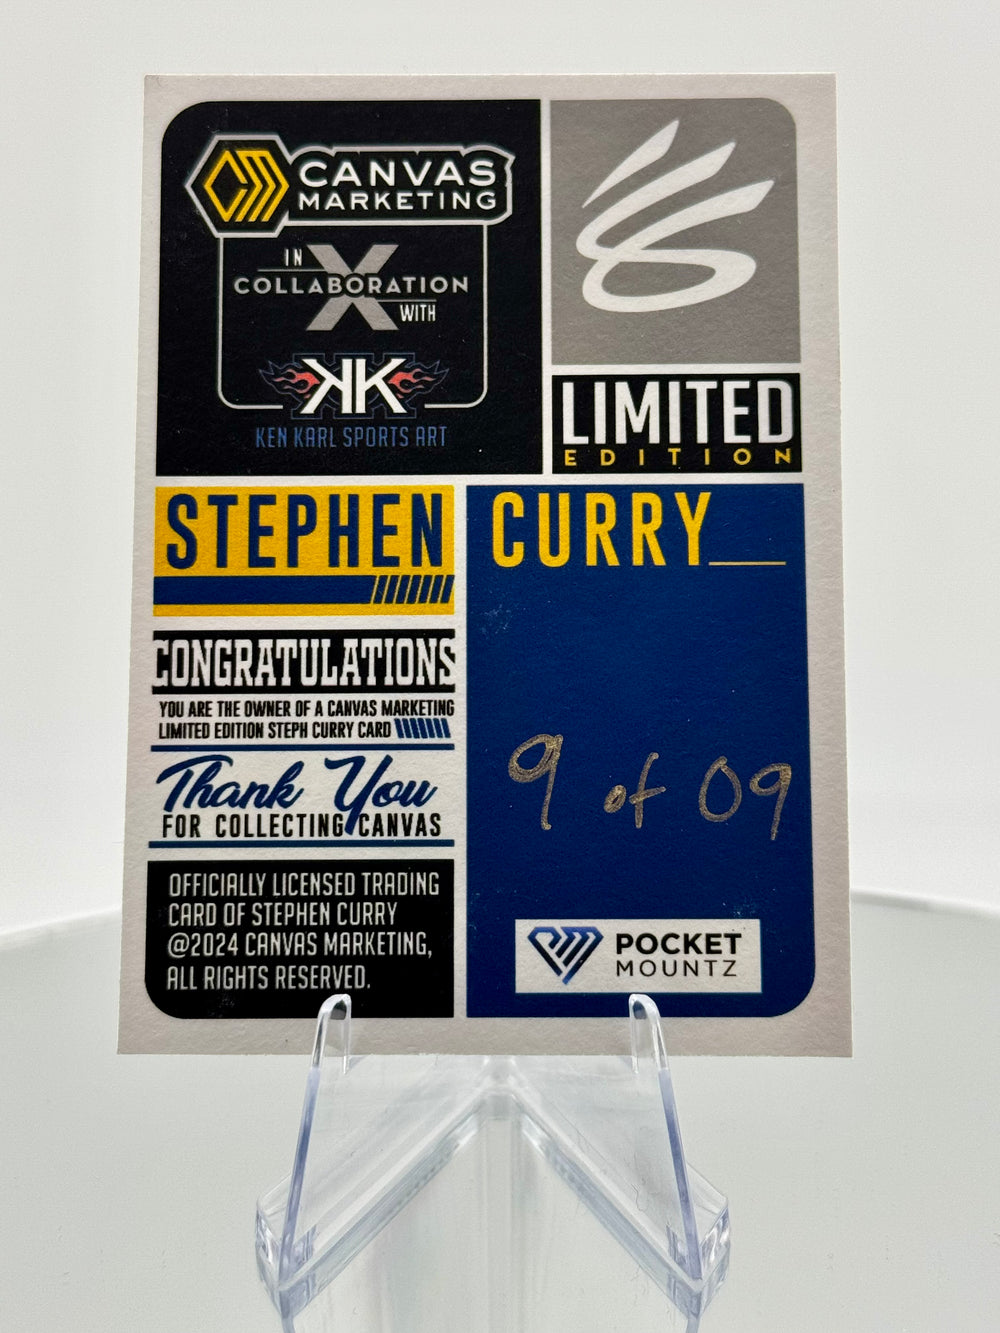 CANVAS
MARKETING
IN
COLLABORATION
WITH
KK
KEN KARL SPORTS ART
LIMITED
EDITION
STEPHEN
CURRY__
CONGRATULATIONS
YOU ARE THE OWNER OF A CANVAS MARKETING
LIMITED EDITION STEPH CURRY CARD
Thank You
FOR COLLECTING CANVAS
9 of 09
OFFICIALLY LICENSED TRADING
CARD OF STEPHEN CURRY
@2024 CANVAS MARKETING,
ALL RIGHTS RESERVED.
POCKET
MOUNTZ